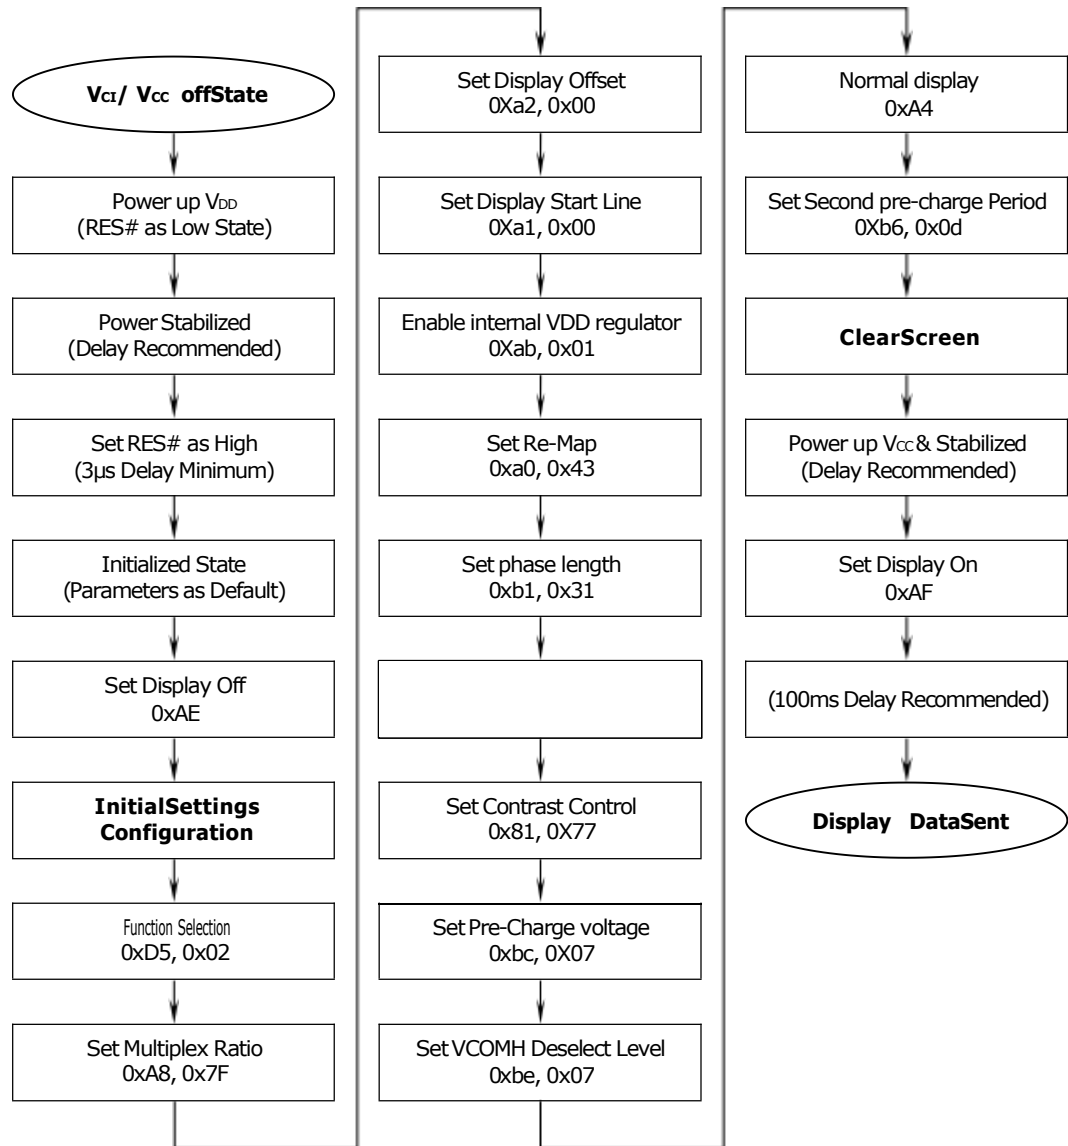 VCI/ VCC offState
Power up VDD
(RES# as Low State)
Power Stabilized
(Delay Recommended)
Set RES# as High
(3µs Delay Minimum)
Initialized State
(Parameters as Default)
Set Display Off
0xAE
InitialSettings
Configuration
Function Selection
0xD5, 0x02
Set Multiplex Ratio
0xA8, 0x7F
Set Display Offset
0Xa2, 0x00
Set Display Start Line
0Xa1, 0x00
Enable internal VDD regulator
0Xab, 0x01
Set Re-Map
0xa0, 0x43
Set phase length
0xb1, 0x31
Set Contrast Control
0x81, 0X77
Set Pre-Charge voltage
0xbc, 0X07
Set VCOMH Deselect Level
0xbe, 0x07
Normal display
0xA4
Set Second pre-charge Period
0Xb6, 0x0d
ClearScreen
Power up VCC & Stabilized
(Delay Recommended)
Set Display On
0xAF
(100ms Delay Recommended)
Display DataSent